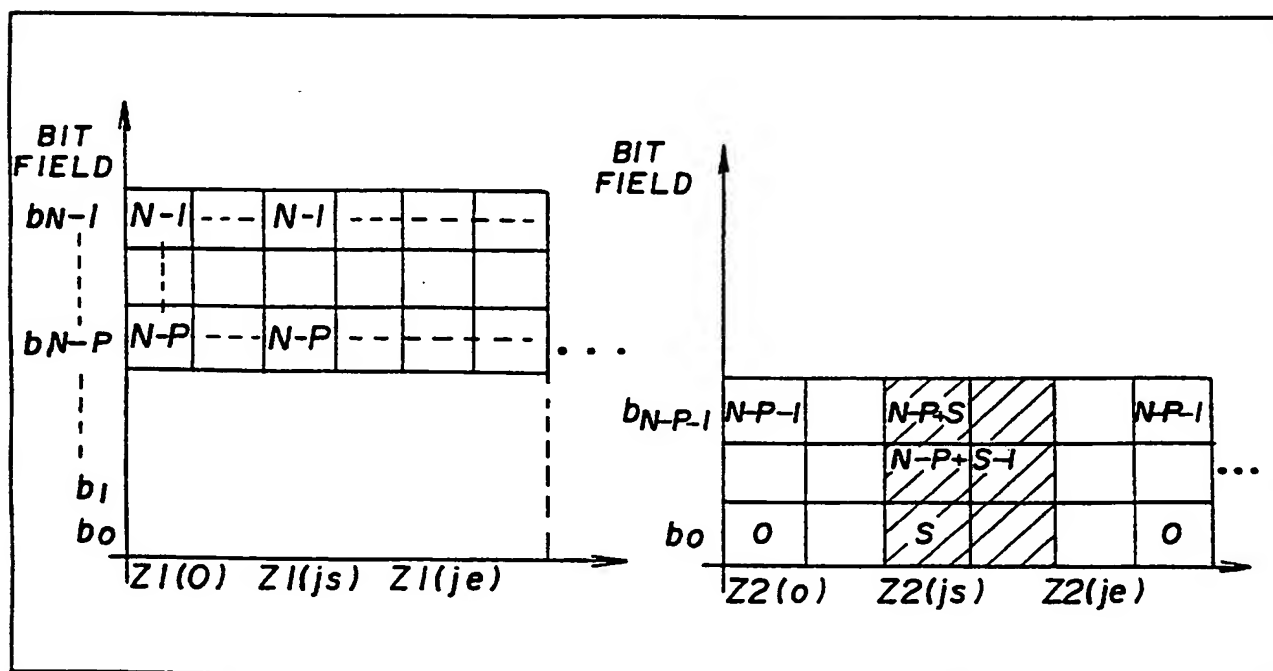 BIT
FIELD
bN-1 N-1 ---- N-1 -------
bN-P N-P ---- N-P ------- ...
b1
b0
Z1(0) Z1(js) Z1(je)
BIT
FIELD
bN-P-1 N-P-1 N-P+S N-P-1
N-P+S-1 ...
b0 0 S 0
Z2(0) Z2(js) Z2(je)